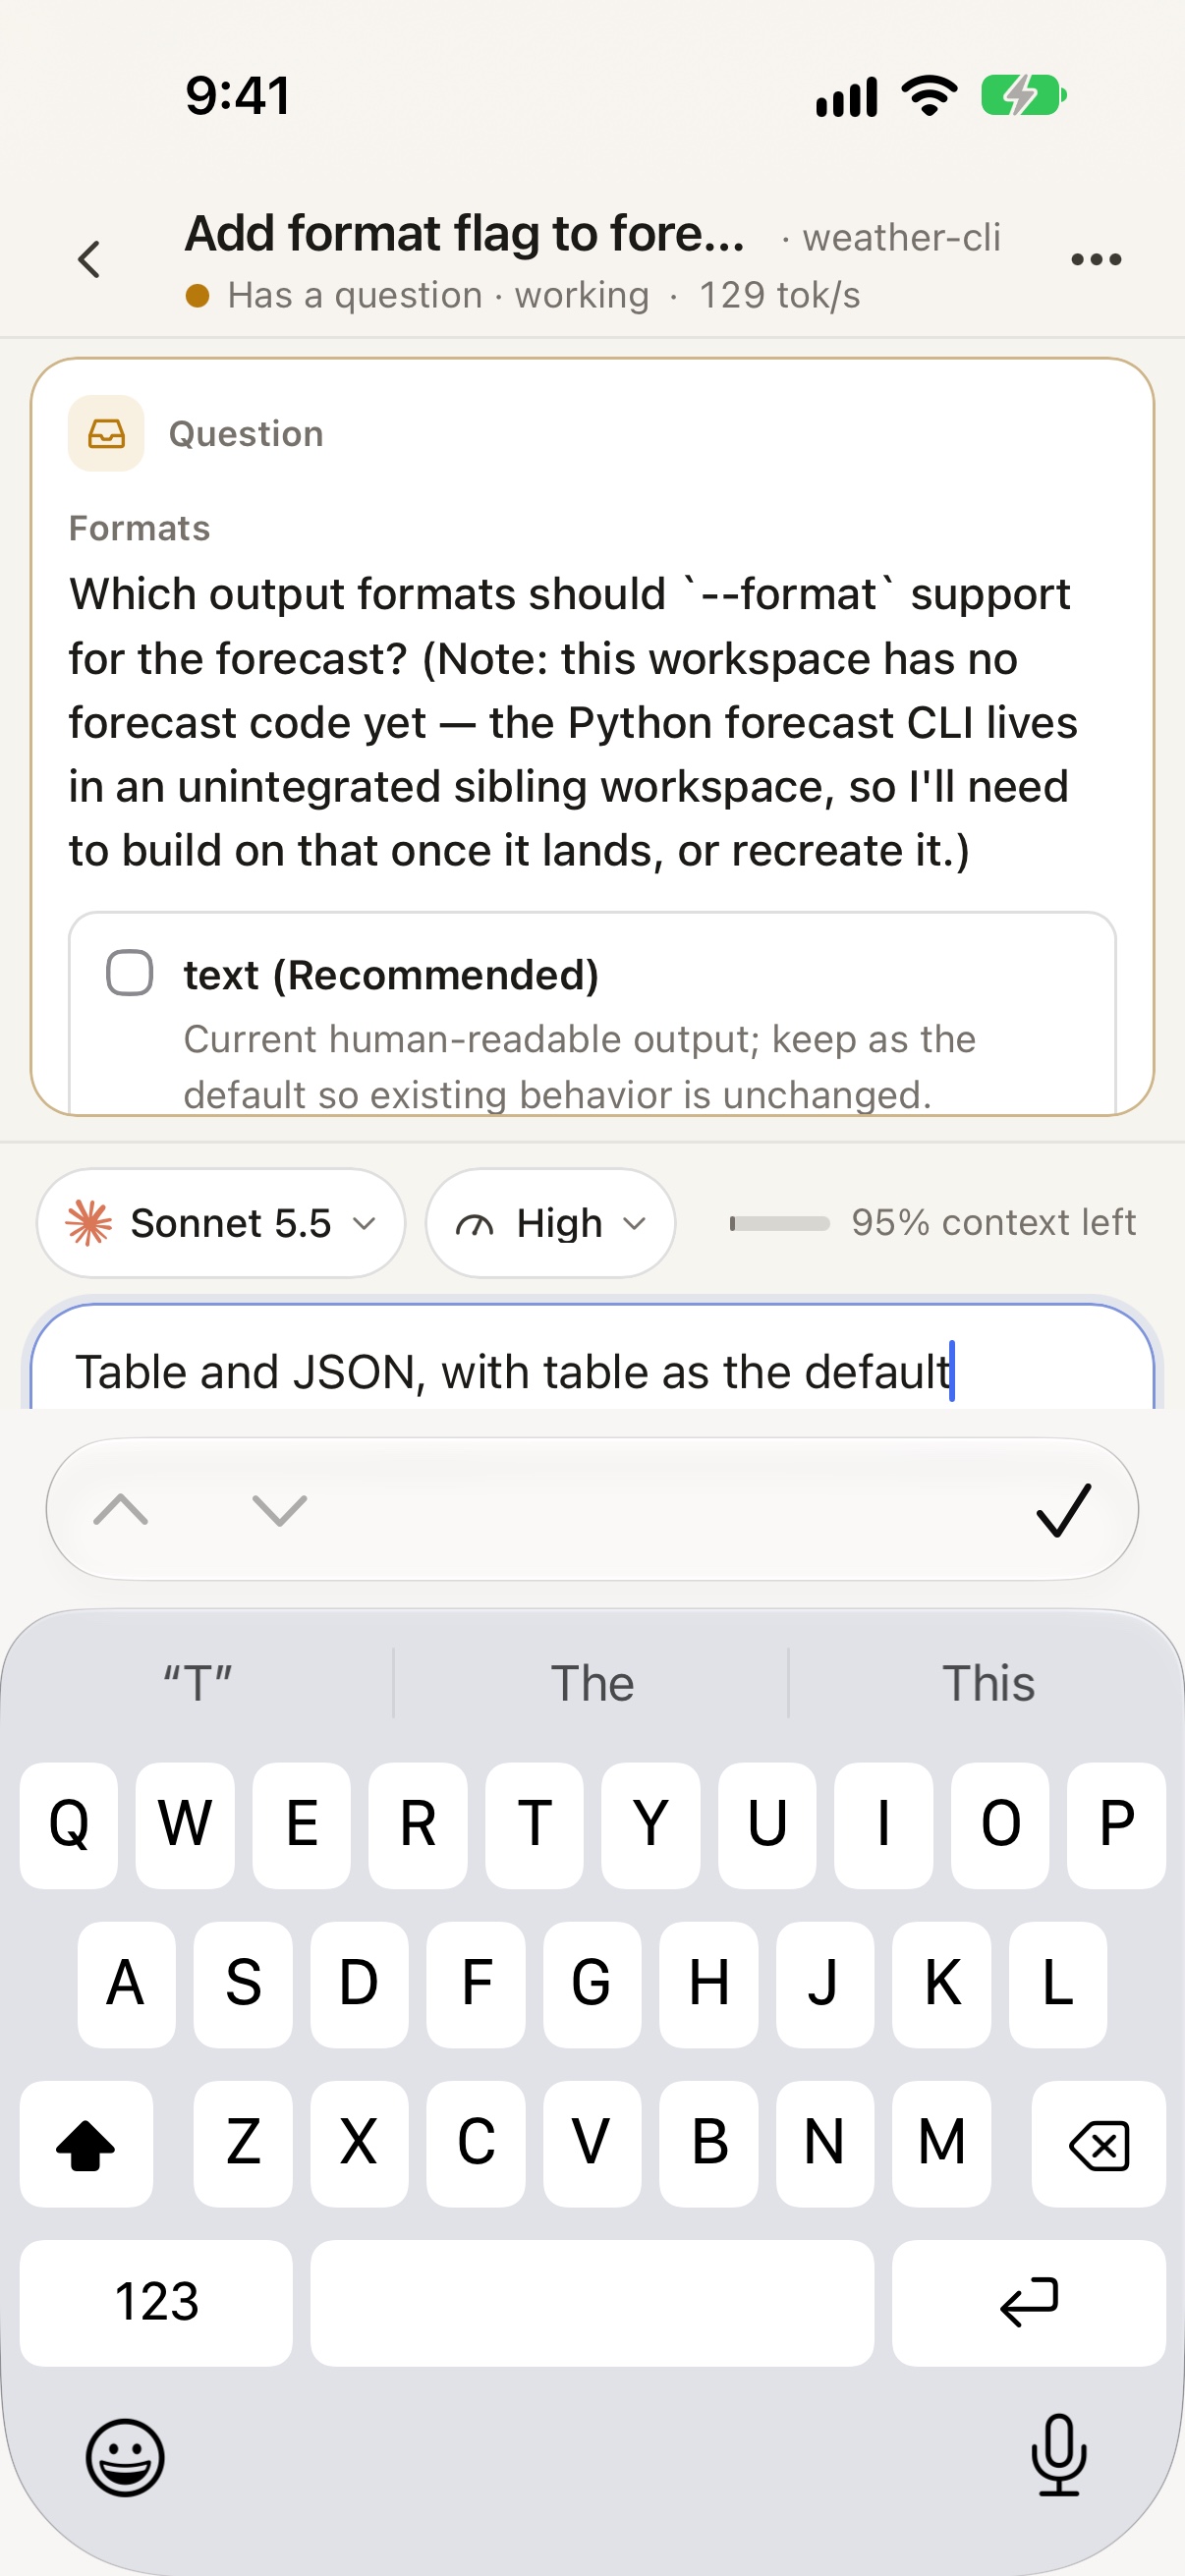 9:41
Add format flag to fore... · weather-cli
Has a question · working · 129 tok/s
Question
Formats
Which output formats should `--format` support
for the forecast? (Note: this workspace has no
forecast code yet — the Python forecast CLI lives
in an unintegrated sibling workspace, so I'll need
to build on that once it lands, or recreate it.)
text (Recommended)
Current human-readable output; keep as the
default so existing behavior is unchanged.
Sonnet 5.5 High 95% context left
Table and JSON, with table as the default
“T” The This
Q W E R T Y U I O P
A S D F G H J K L
Z X C V B N M
123